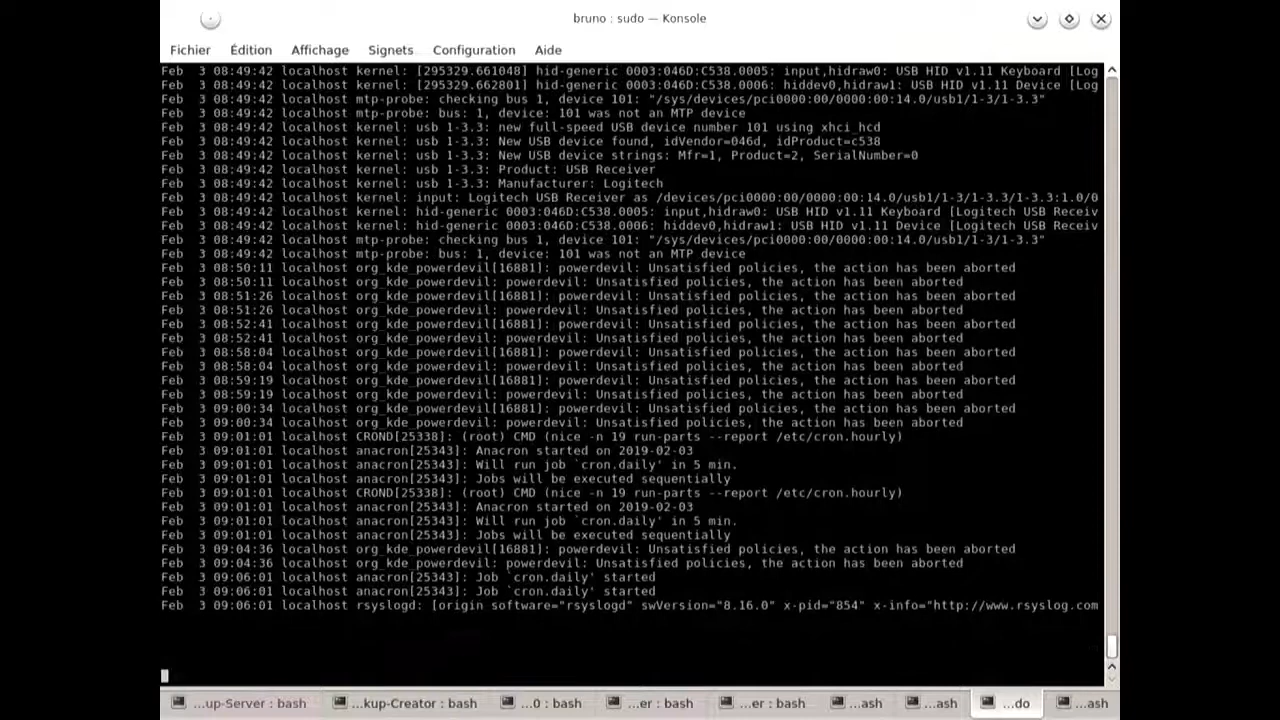 bruno : sudo — Konsole
Fichier Édition Affichage Signets Configuration Aide
Feb  3 08:49:42 localhost kernel: [295329.661048] hid-generic 0003:046D:C538.0005: input,hidraw0: USB HID v1.11 Keyboard [Log
Feb  3 08:49:42 localhost kernel: [295329.662801] hid-generic 0003:046D:C538.0006: hiddev0,hidraw1: USB HID v1.11 Device [Log
Feb  3 08:49:42 localhost mtp-probe: checking bus 1, device 101: "/sys/devices/pci0000:00/0000:00:14.0/usb1/1-3/1-3.3"
Feb  3 08:49:42 localhost mtp-probe: bus: 1, device: 101 was not an MTP device
Feb  3 08:49:42 localhost kernel: usb 1-3.3: new full-speed USB device number 101 using xhci_hcd
Feb  3 08:49:42 localhost kernel: usb 1-3.3: New USB device found, idVendor=046d, idProduct=c538
Feb  3 08:49:42 localhost kernel: usb 1-3.3: New USB device strings: Mfr=1, Product=2, SerialNumber=0
Feb  3 08:49:42 localhost kernel: usb 1-3.3: Product: USB Receiver
Feb  3 08:49:42 localhost kernel: usb 1-3.3: Manufacturer: Logitech
Feb  3 08:49:42 localhost kernel: input: Logitech USB Receiver as /devices/pci0000:00/0000:00:14.0/usb1/1-3/1-3.3/1-3.3:1.0/0
Feb  3 08:49:42 localhost kernel: hid-generic 0003:046D:C538.0005: input,hidraw0: USB HID v1.11 Keyboard [Logitech USB Receiv
Feb  3 08:49:42 localhost kernel: hid-generic 0003:046D:C538.0006: hiddev0,hidraw1: USB HID v1.11 Device [Logitech USB Receiv
Feb  3 08:49:42 localhost mtp-probe: checking bus 1, device 101: "/sys/devices/pci0000:00/0000:00:14.0/usb1/1-3/1-3.3"
Feb  3 08:49:42 localhost mtp-probe: bus: 1, device: 101 was not an MTP device
Feb  3 08:50:11 localhost org_kde_powerdevil[16881]: powerdevil: Unsatisfied policies, the action has been aborted
Feb  3 08:50:11 localhost org_kde_powerdevil: powerdevil: Unsatisfied policies, the action has been aborted
Feb  3 08:51:26 localhost org_kde_powerdevil[16881]: powerdevil: Unsatisfied policies, the action has been aborted
Feb  3 08:51:26 localhost org_kde_powerdevil: powerdevil: Unsatisfied policies, the action has been aborted
Feb  3 08:52:41 localhost org_kde_powerdevil[16881]: powerdevil: Unsatisfied policies, the action has been aborted
Feb  3 08:52:41 localhost org_kde_powerdevil: powerdevil: Unsatisfied policies, the action has been aborted
Feb  3 08:58:04 localhost org_kde_powerdevil[16881]: powerdevil: Unsatisfied policies, the action has been aborted
Feb  3 08:58:04 localhost org_kde_powerdevil: powerdevil: Unsatisfied policies, the action has been aborted
Feb  3 08:59:19 localhost org_kde_powerdevil[16881]: powerdevil: Unsatisfied policies, the action has been aborted
Feb  3 08:59:19 localhost org_kde_powerdevil: powerdevil: Unsatisfied policies, the action has been aborted
Feb  3 09:00:34 localhost org_kde_powerdevil[16881]: powerdevil: Unsatisfied policies, the action has been aborted
Feb  3 09:00:34 localhost org_kde_powerdevil: powerdevil: Unsatisfied policies, the action has been aborted
Feb  3 09:01:01 localhost CROND[25338]: (root) CMD (nice -n 19 run-parts --report /etc/cron.hourly)
Feb  3 09:01:01 localhost anacron[25343]: Anacron started on 2019-02-03
Feb  3 09:01:01 localhost anacron[25343]: Will run job `cron.daily' in 5 min.
Feb  3 09:01:01 localhost anacron[25343]: Jobs will be executed sequentially
Feb  3 09:01:01 localhost CROND[25338]: (root) CMD (nice -n 19 run-parts --report /etc/cron.hourly)
Feb  3 09:01:01 localhost anacron[25343]: Anacron started on 2019-02-03
Feb  3 09:01:01 localhost anacron[25343]: Will run job `cron.daily' in 5 min.
Feb  3 09:01:01 localhost anacron[25343]: Jobs will be executed sequentially
Feb  3 09:04:36 localhost org_kde_powerdevil[16881]: powerdevil: Unsatisfied policies, the action has been aborted
Feb  3 09:04:36 localhost org_kde_powerdevil: powerdevil: Unsatisfied policies, the action has been aborted
Feb  3 09:06:01 localhost anacron[25343]: Job `cron.daily' started
Feb  3 09:06:01 localhost anacron[25343]: Job `cron.daily' started
Feb  3 09:06:01 localhost rsyslogd: [origin software="rsyslogd" swVersion="8.16.0" x-pid="854" x-info="http://www.rsyslog.com
...up-Server : bash ...kup-Creator : bash ...0 : bash ...er : bash ...er : bash ...ash ...ash ...do ...ash